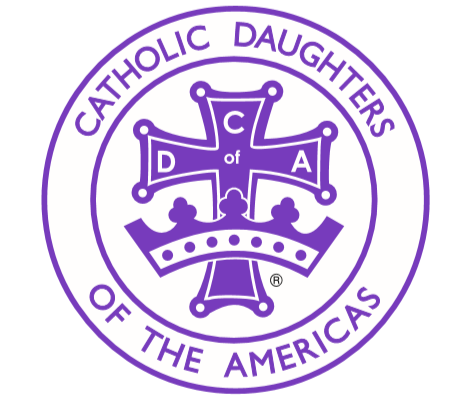 CATHOLIC DAUGHTERS
C
D of A
®
OF THE AMERICAS